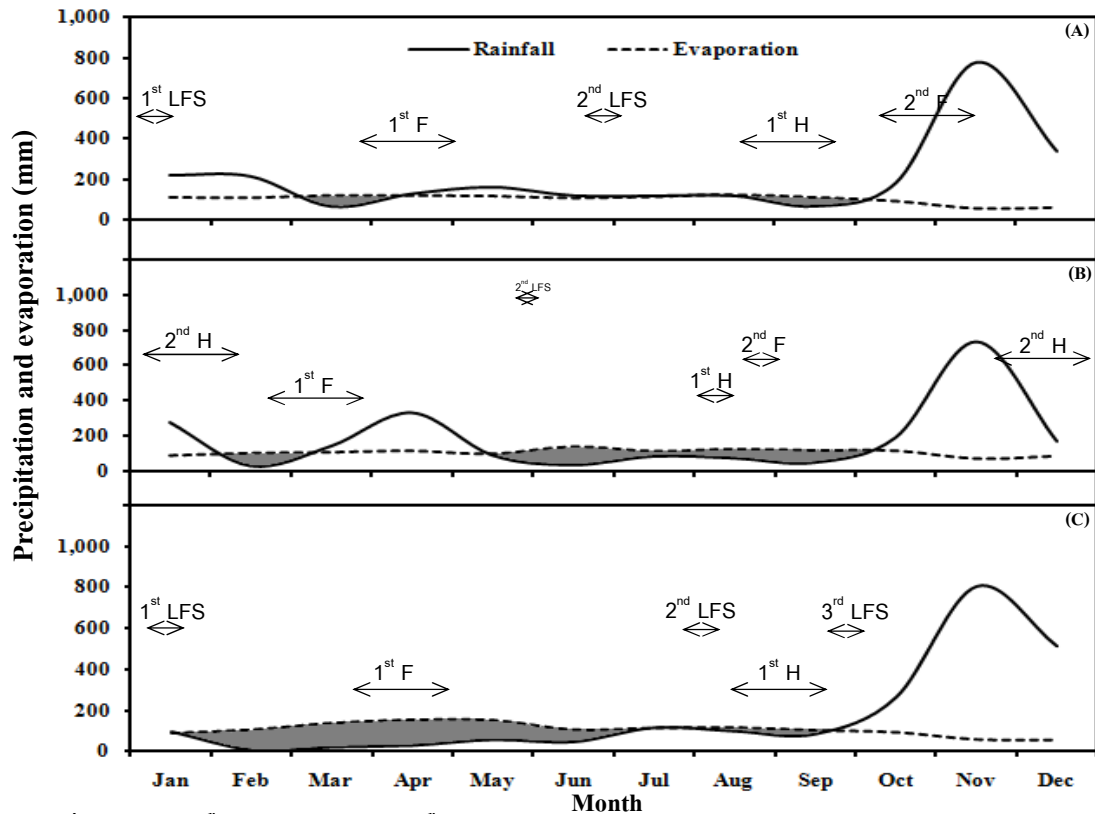 Precipitation and evaporation (mm)
1,000
800
600
400
200
0
(A)
Rainfall
Evaporation
1st LFS
1st F
2nd LFS
1st H
2nd F
(B)
1,000
800
600
400
200
0
2nd H
1st F
2nd LFS
1st H
2nd F
2nd H
(C)
1,000
800
600
400
200
0
1st LFS
1st F
2nd LFS
1st H
3rd LFS
Jan Feb Mar Apr May Jun Jul Aug Sep Oct Nov Dec
Month